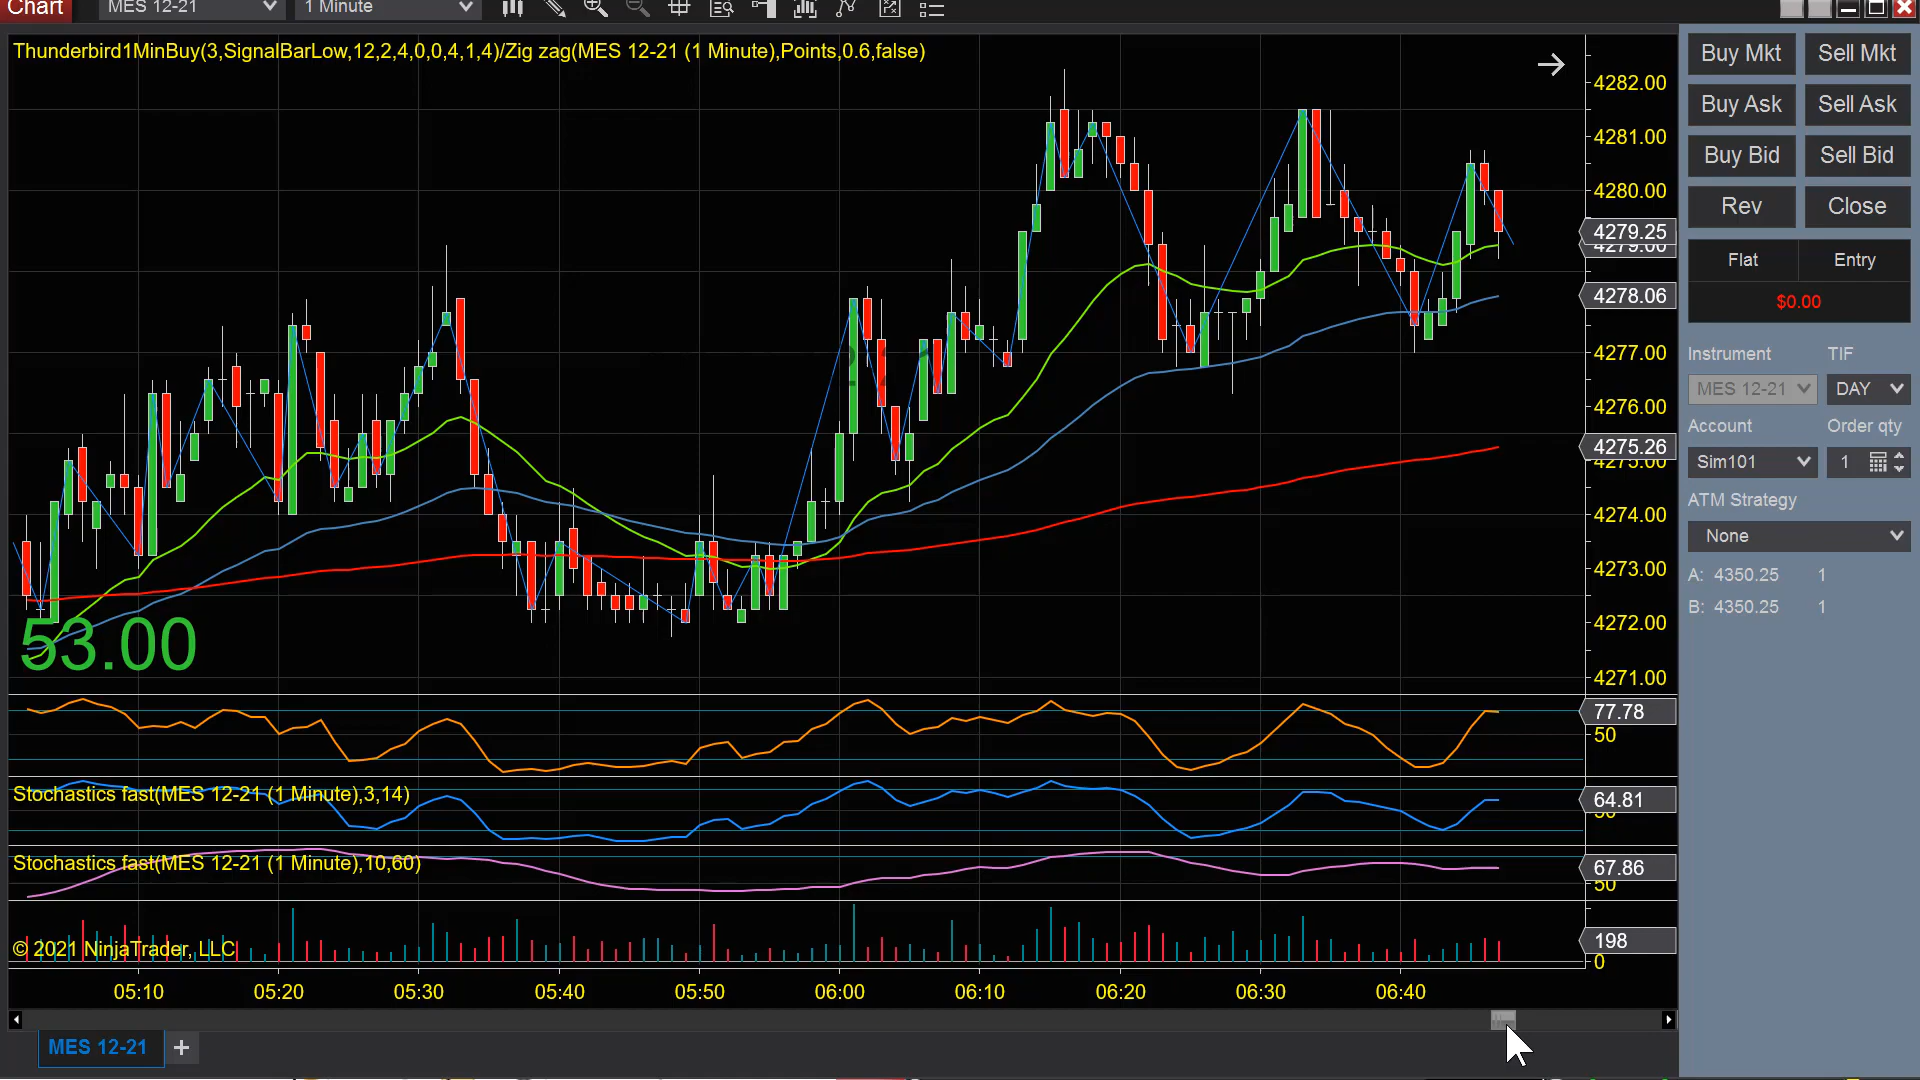 Chart
MES 12-21
1 Minute
Thunderbird1MinBuy(3,SignalBarLow,12,2,4,0,0,4,1,4)/Zig zag(MES 12-21 (1 Minute),Points,0.6,false)
4282.00
4281.00
4280.00
4279.25
4279.00
4278.06
4277.00
4276.00
4275.26
4275.00
4274.00
4273.00
4272.00
4271.00
53.00
77.78
50
Stochastics fast(MES 12-21 (1 Minute),3,14)
64.81
50
Stochastics fast(MES 12-21 (1 Minute),10,60)
67.86
50
© 2021 NinjaTrader, LLC
198
0
05:10 05:20 05:30 05:40 05:50 06:00 06:10 06:20 06:30 06:40
MES 12-21 +
Buy Mkt Sell Mkt
Buy Ask Sell Ask
Buy Bid Sell Bid
Rev Close
Flat Entry
$0.00
Instrument TIF
MES 12-21 DAY
Account Order qty
Sim101 1
ATM Strategy
None
A: 4350.25 1
B: 4350.25 1